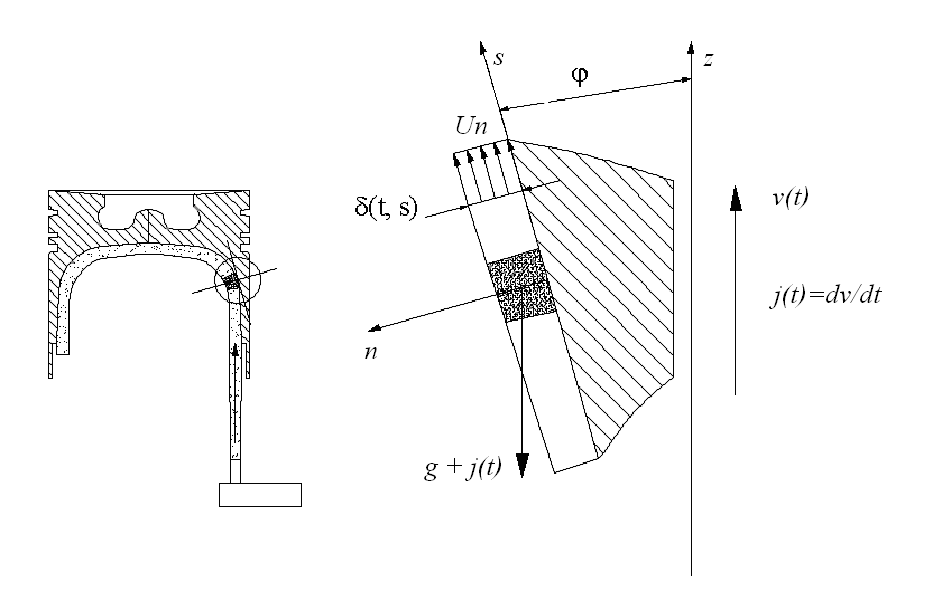 s
φ
z
Un
δ(t, s)
v(t)
j(t)=dv/dt
n
g + j(t)